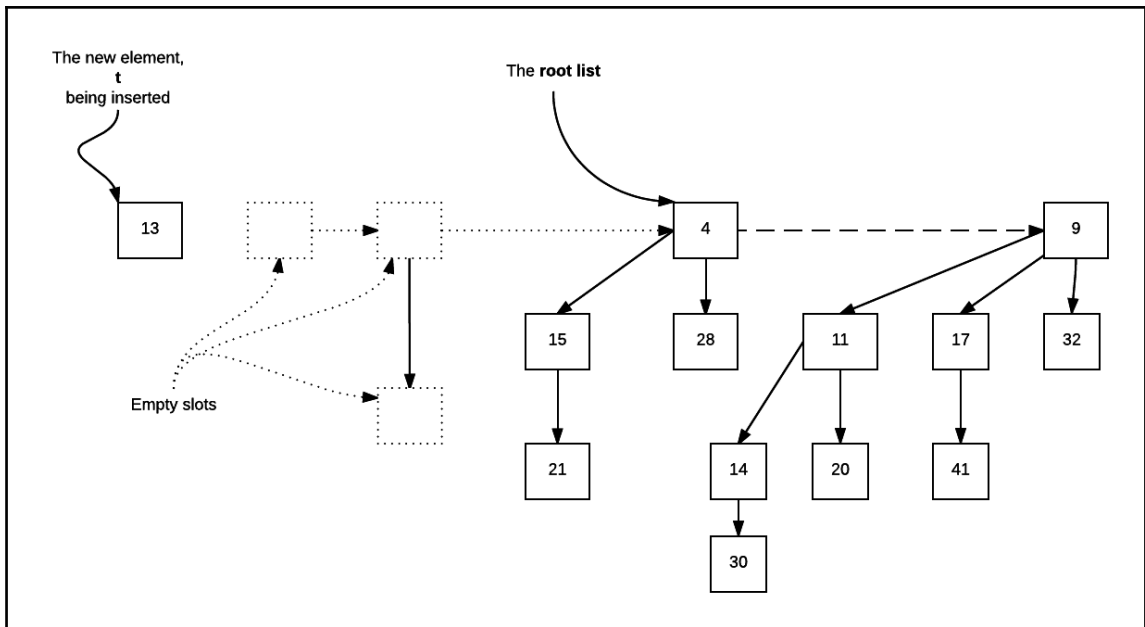 The new element,
t
being inserted
The root list
13
4
9
15
28
11
17
32
Empty slots
21
14
20
41
30